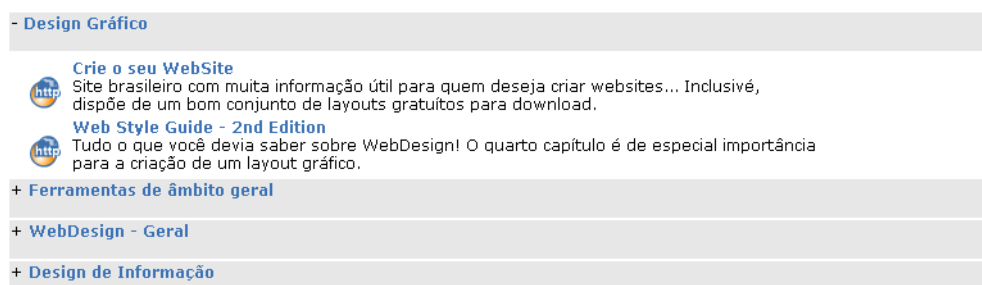 - Design Gráfico
Crie o seu WebSite
http
Site brasileiro com muita informação útil para quem deseja criar websites... Inclusivé,
dispõe de um bom conjunto de layouts gratuítos para download.
Web Style Guide - 2nd Edition
http
Tudo o que você devia saber sobre WebDesign! O quarto capítulo é de especial importância
para a criação de um layout gráfico.
+ Ferramentas de âmbito geral
+ WebDesign - Geral
+ Design de Informação